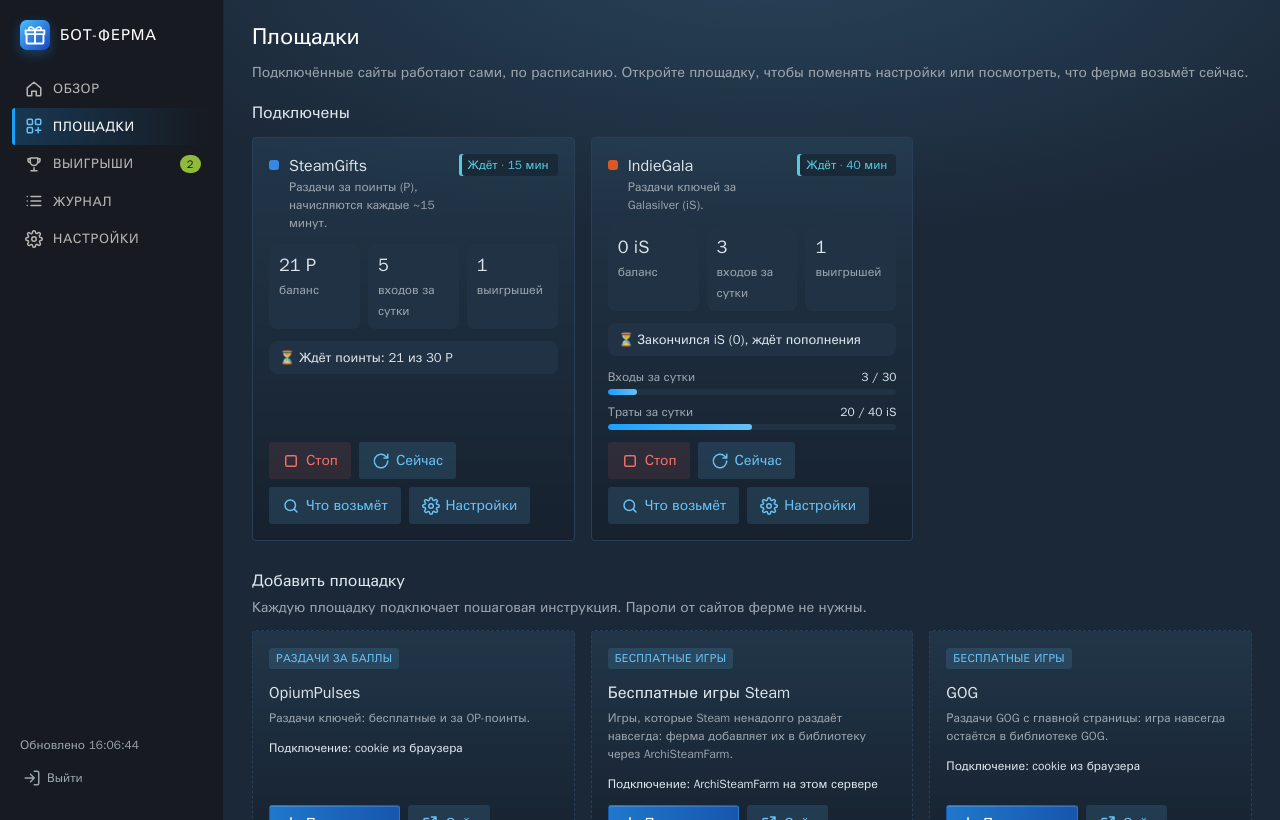 БОТ-ФЕРМА
ОБЗОР
ПЛОЩАДКИ
ВЫИГРЫШИ
2
ЖУРНАЛ
НАСТРОЙКИ
Обновлено 16:06:44
Выйти
Площадки
Подключённые сайты работают сами, по расписанию. Откройте площадку, чтобы поменять настройки или посмотреть, что ферма возьмёт сейчас.
Подключены
SteamGifts
Ждёт · 15 мин
Раздачи за поинты (P),
начисляются каждые ~15
минут.
21 P
баланс
5
входов за
сутки
1
выигрышей
⏳ Ждёт поинты: 21 из 30 P
Стоп
Сейчас
Что возьмёт
Настройки
IndieGala
Ждёт · 40 мин
Раздачи ключей за
Galasilver (iS).
0 iS
баланс
3
входов за
сутки
1
выигрышей
⏳ Закончился iS (0), ждёт пополнения
Входы за сутки 3 / 30
Траты за сутки 20 / 40 iS
Стоп
Сейчас
Что возьмёт
Настройки
Добавить площадку
Каждую площадку подключает пошаговая инструкция. Пароли от сайтов ферме не нужны.
РАЗДАЧИ ЗА БАЛЛЫ
OpiumPulses
Раздачи ключей: бесплатные и за OP-поинты.
Подключение: cookie из браузера
БЕСПЛАТНЫЕ ИГРЫ
Бесплатные игры Steam
Игры, которые Steam ненадолго раздаёт
навсегда: ферма добавляет их в библиотеку
через ArchiSteamFarm.
Подключение: ArchiSteamFarm на этом сервере
БЕСПЛАТНЫЕ ИГРЫ
GOG
Раздачи GOG с главной страницы: игра навсегда
остаётся в библиотеке GOG.
Подключение: cookie из браузера